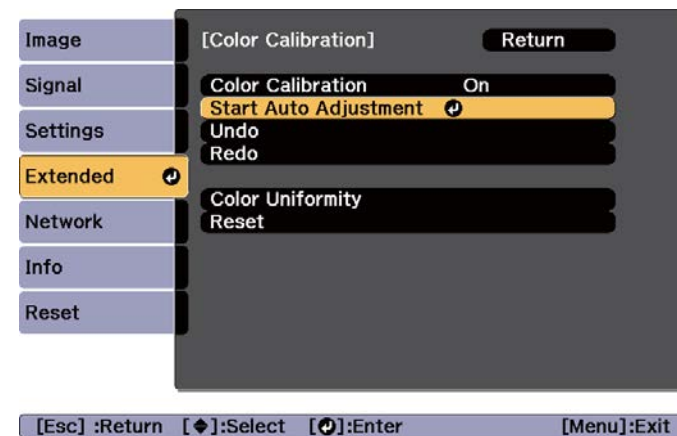 Image
Signal
Settings
Extended
Network
Info
Reset
[Color Calibration] Return
Color Calibration On
Start Auto Adjustment
Undo
Redo
Color Uniformity
Reset
[Esc] :Return [◆]:Select [↵]:Enter [Menu]:Exit